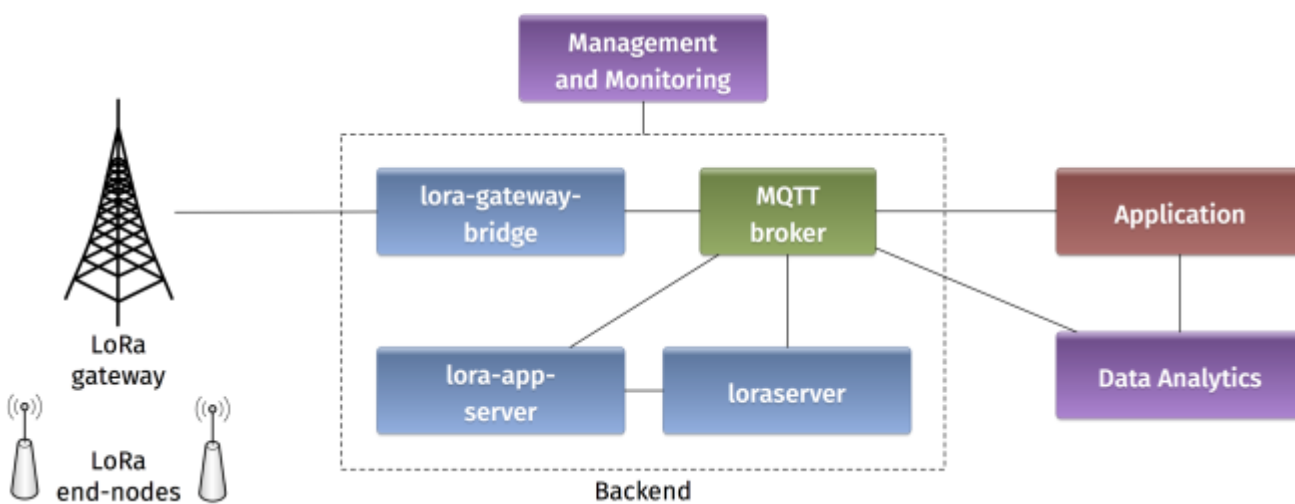 Management
and Monitoring
lora-gateway-
bridge
MQTT
broker
Application
LoRa
gateway
lora-app-
server
loraserver
Data Analytics
LoRa
end-nodes
Backend